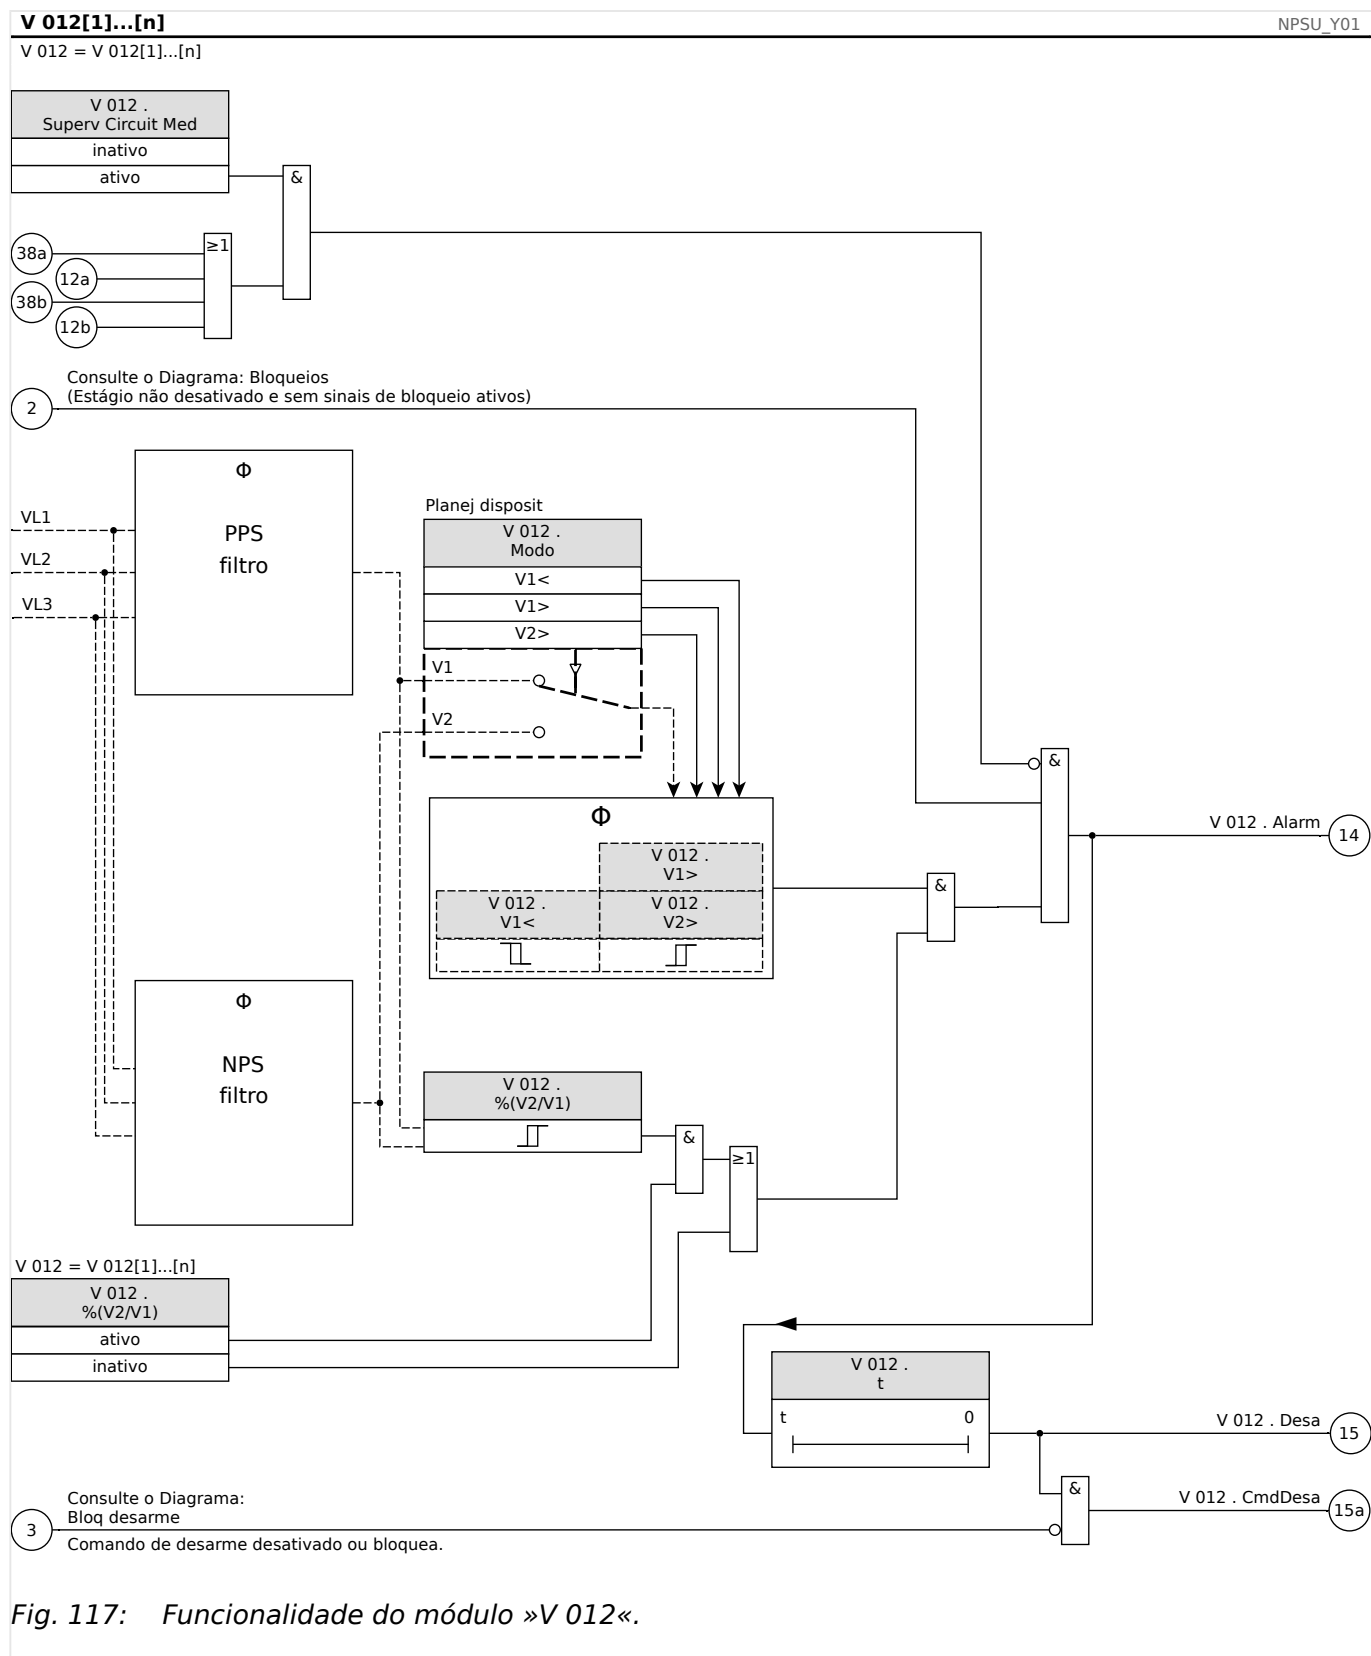 V 012[1]...[n]
NPSU_Y01
V 012 = V 012[1]...[n]
V 012 .
Superv Circuit Med
inativo
ativo
&
38a
≥1
12a
38b
12b
Consulte o Diagrama: Bloqueios
(Estágio não desativado e sem sinais de bloqueio ativos)
2
Φ
PPS
filtro
VL1
VL2
VL3
Planej disposit
V 012 .
Modo
V1<
V1>
V2>
V1
V2
&
V 012 . Alarm
14
Φ
V 012 .
V1>
V 012 .
V1<
V 012 .
V2>
&
Φ
NPS
filtro
V 012 .
%(V2/V1)
&
≥1
V 012 = V 012[1]...[n]
V 012 .
%(V2/V1)
ativo
inativo
V 012 .
t
t
0
V 012 . Desa
15
&
V 012 . CmdDesa
15a
Consulte o Diagrama:
Bloq desarme
3
Comando de desarme desativado ou bloquea.
Fig. 117: Funcionalidade do módulo »V 012«.